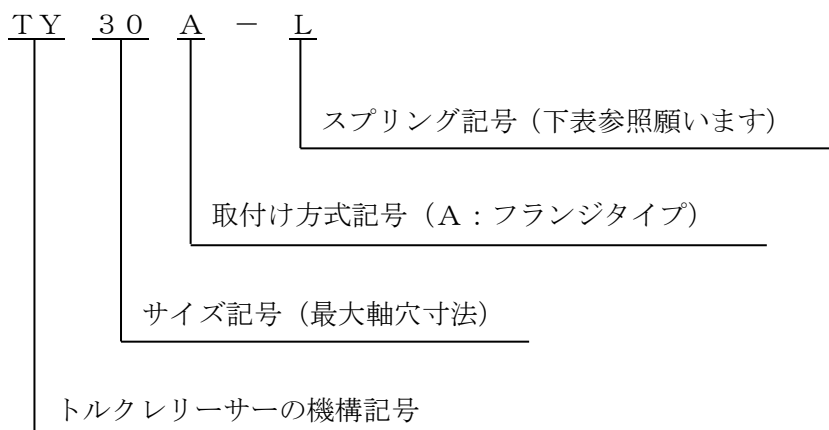 ＴＹ ３０ Ａ － Ｌ
スプリング記号（下表参照願います）
取付け方式記号（Ａ：フランジタイプ）
サイズ記号（最大軸穴寸法）
トルクレリーサーの機構記号